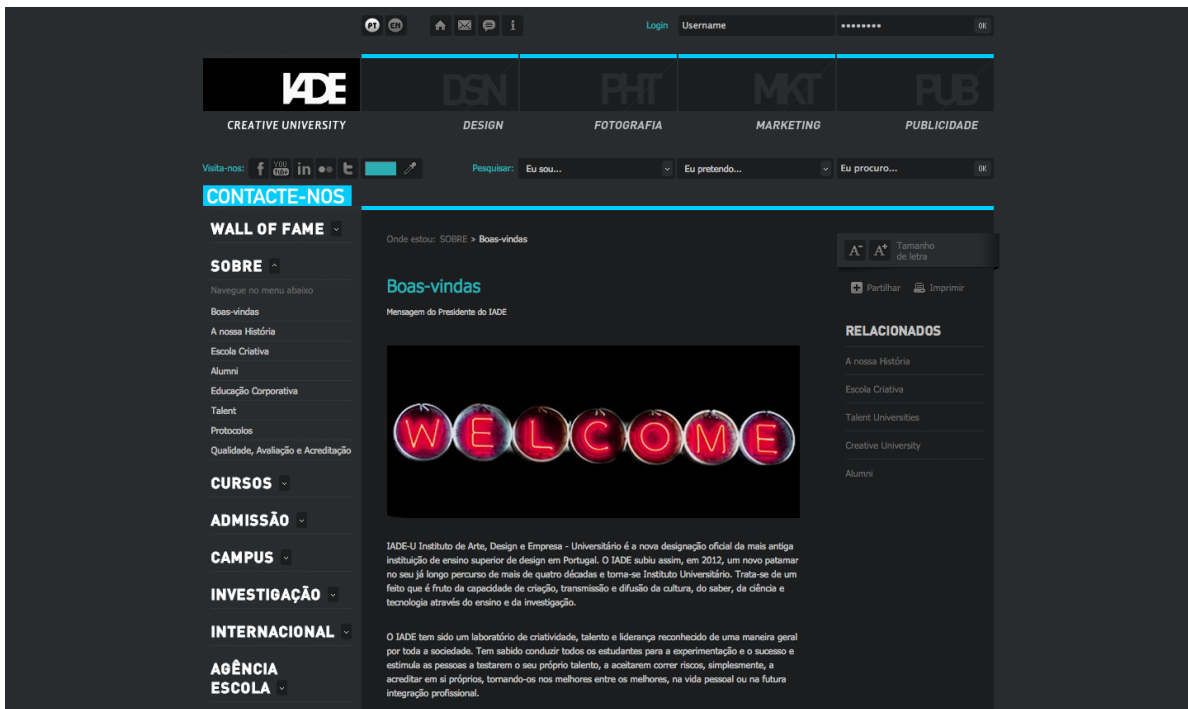 PT EN
Login Username •••••••• OK
IADE DSN PHT MKT PUB
CREATIVE UNIVERSITY DESIGN FOTOGRAFIA MARKETING PUBLICIDADE
Visita-nos: f You Tube in t
Pesquisar: Eu sou... Eu pretendo... Eu procuro... OK
CONTACTE-NOS
WALL OF FAME
SOBRE
Navegue no menu abaixo
Boas-vindas
A nossa História
Escola Criativa
Alumni
Educação Corporativa
Talent
Protocolos
Qualidade, Avaliação e Acreditação
CURSOS
ADMISSÃO
CAMPUS
INVESTIGAÇÃO
INTERNACIONAL
AGÊNCIA
ESCOLA
Onde estou: SOBRE > Boas-vindas
Boas-vindas
Mensagem do Presidente do IADE
WELCOME
IADE-U Instituto de Arte, Design e Empresa - Universitário é a nova designação oficial da mais antiga
instituição de ensino superior de design em Portugal. O IADE subiu assim, em 2012, um novo patamar
no seu já longo percurso de mais de quatro décadas e torna-se Instituto Universitário. Trata-se de um
feito que é fruto da capacidade de criação, transmissão e difusão da cultura, do saber, da ciência e
tecnologia através do ensino e da investigação.
O IADE tem sido um laboratório de criatividade, talento e liderança reconhecido de uma maneira geral
por toda a sociedade. Tem sabido conduzir todos os estudantes para a experimentação e o sucesso e
estimula as pessoas a testarem o seu próprio talento, a aceitarem correr riscos, simplesmente, a
acreditar em si próprios, tornando-os nos melhores entre os melhores, na vida pessoal ou na futura
integração profissional.
A- A+ Tamanho
de letra
Partilhar Imprimir
RELACIONADOS
A nossa História
Escola Criativa
Talent Universities
Creative University
Alumni